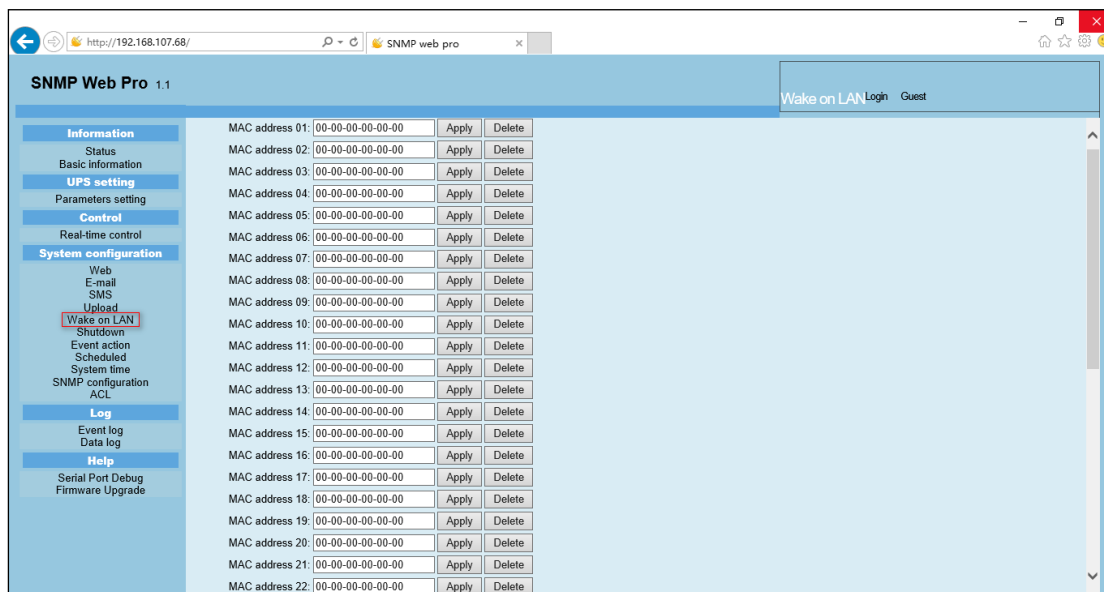 http://192.168.107.68/
SNMP web pro
SNMP Web Pro 1.1
Wake on LAN Login Guest
Information
Status
Basic information
UPS setting
Parameters setting
Control
Real-time control
System configuration
Web
E-mail
SMS
Upload
Wake on LAN
Shutdown
Event action
Scheduled
System time
SNMP configuration
ACL
Log
Event log
Data log
Help
Serial Port Debug
Firmware Upgrade
MAC address 01: 00-00-00-00-00-00 Apply Delete
MAC address 02: 00-00-00-00-00-00 Apply Delete
MAC address 03: 00-00-00-00-00-00 Apply Delete
MAC address 04: 00-00-00-00-00-00 Apply Delete
MAC address 05: 00-00-00-00-00-00 Apply Delete
MAC address 06: 00-00-00-00-00-00 Apply Delete
MAC address 07: 00-00-00-00-00-00 Apply Delete
MAC address 08: 00-00-00-00-00-00 Apply Delete
MAC address 09: 00-00-00-00-00-00 Apply Delete
MAC address 10: 00-00-00-00-00-00 Apply Delete
MAC address 11: 00-00-00-00-00-00 Apply Delete
MAC address 12: 00-00-00-00-00-00 Apply Delete
MAC address 13: 00-00-00-00-00-00 Apply Delete
MAC address 14: 00-00-00-00-00-00 Apply Delete
MAC address 15: 00-00-00-00-00-00 Apply Delete
MAC address 16: 00-00-00-00-00-00 Apply Delete
MAC address 17: 00-00-00-00-00-00 Apply Delete
MAC address 18: 00-00-00-00-00-00 Apply Delete
MAC address 19: 00-00-00-00-00-00 Apply Delete
MAC address 20: 00-00-00-00-00-00 Apply Delete
MAC address 21: 00-00-00-00-00-00 Apply Delete
MAC address 22: 00-00-00-00-00-00 Apply Delete